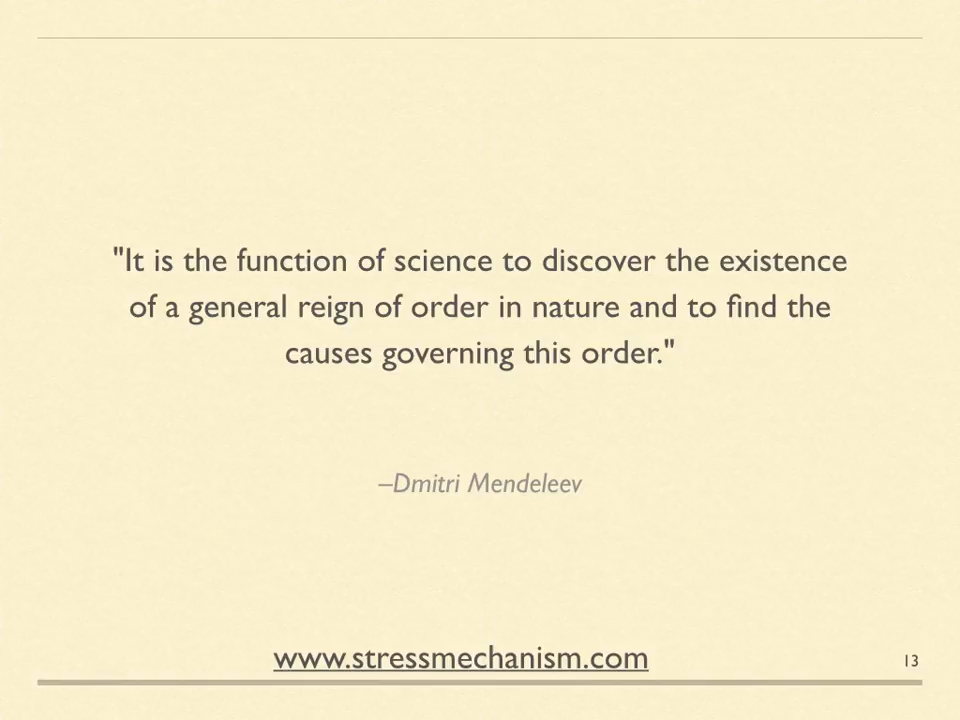 "It is the function of science to discover the existence
of a general reign of order in nature and to find the
causes governing this order."
–Dmitri Mendeleev
www.stressmechanism.com
13